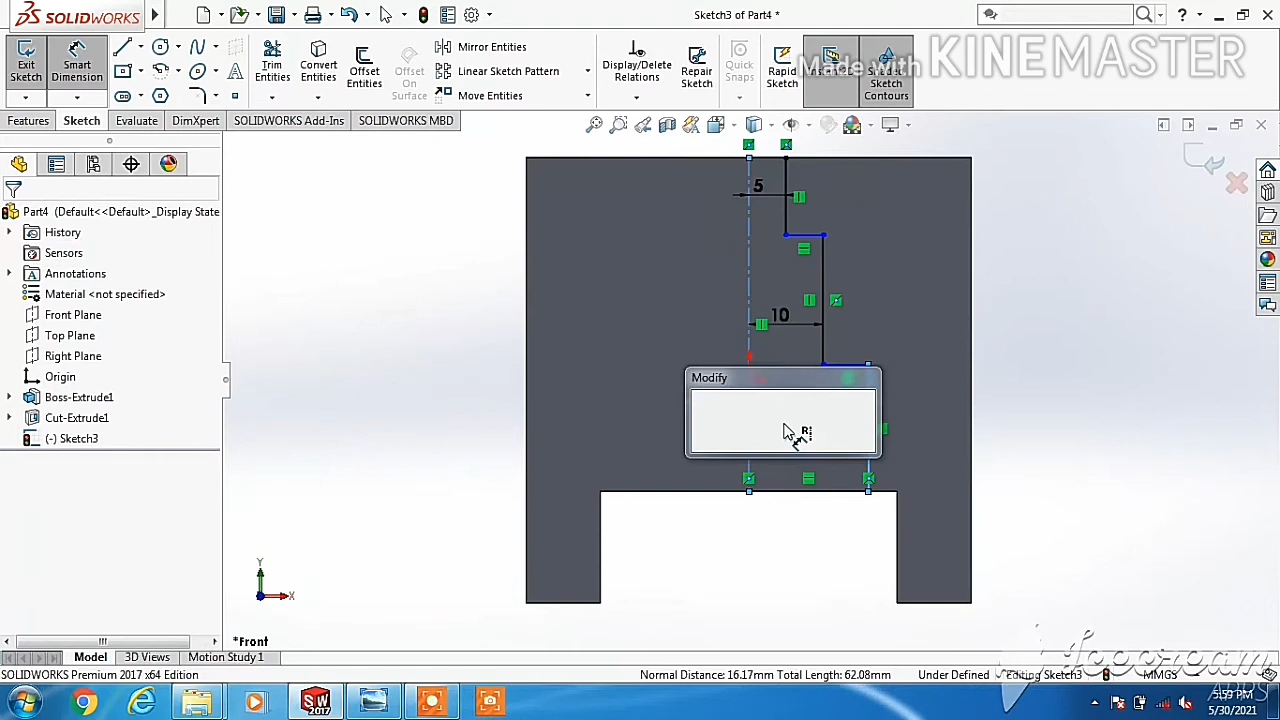 SOLIDWORKS
Sketch3 of Part4 *
Made with KINEMASTER
Exit Sketch
Smart Dimension
Trim Entities
Convert Entities
Offset Entities
Offset On Surface
Mirror Entities
Linear Sketch Pattern
Move Entities
Display/Delete Relations
Repair Sketch
Quick Snaps
Rapid Sketch
Shaded Sketch Contours
Features
Sketch
Evaluate
DimXpert
SOLIDWORKS Add-Ins
SOLIDWORKS MBD
Part4 (Default<<Default>_Display State
History
Sensors
Annotations
Material <not specified>
Front Plane
Top Plane
Right Plane
Origin
Boss-Extrude1
Cut-Extrude1
(-) Sketch3
5
10
Modify
Y
X
*Front
Model
3D Views
Motion Study 1
SOLIDWORKS Premium 2017 x64 Edition
Normal Distance: 16.17mm Total Length: 62.08mm
Under Defined
Editing Sketch3
MMGS
SW
2017
5:59 PM
5/30/2021